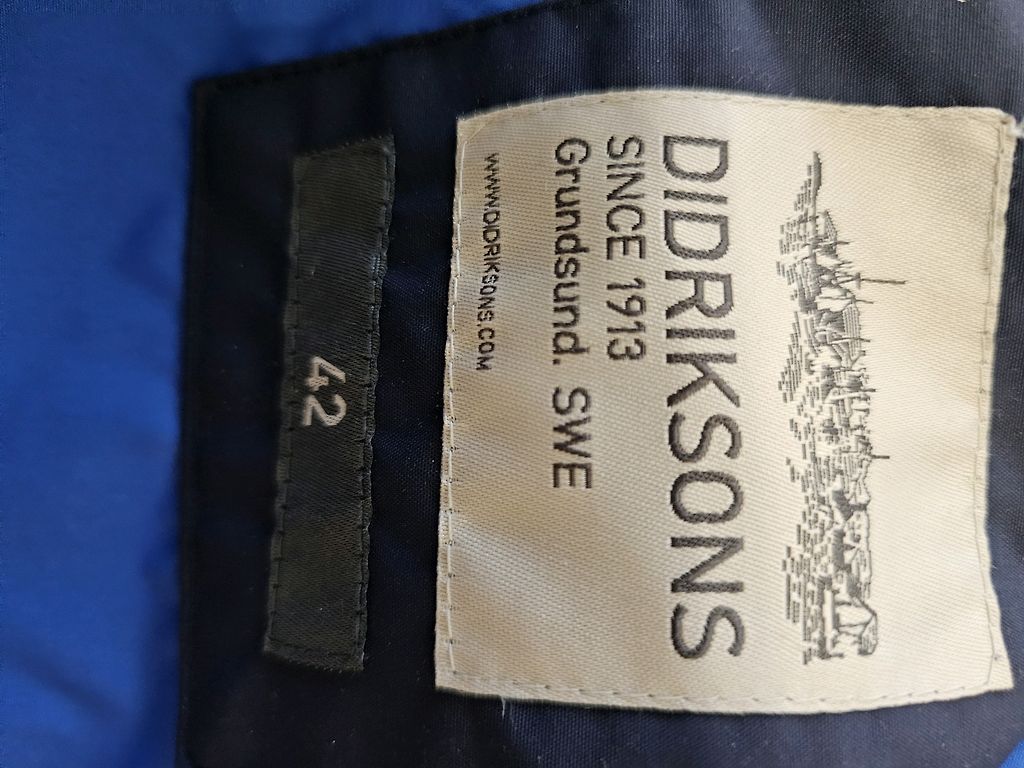 DIDRIKSONS
SINCE 1913
Grundsund. SWE
WWW.DIDRIKSONS.COM
42